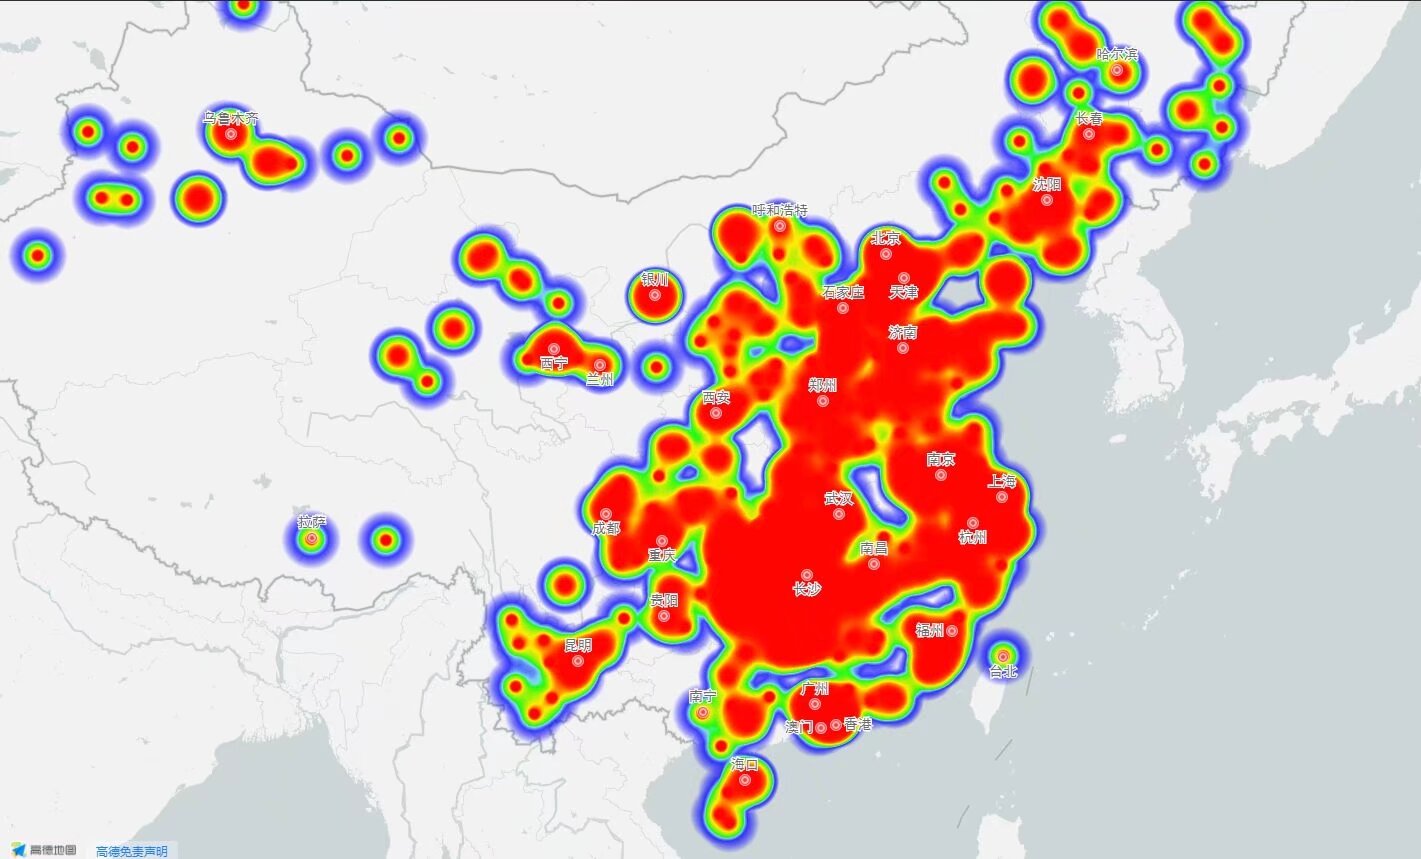 哈尔滨
乌鲁木齐
长春
沈阳
呼和浩特
北京
银川
石家庄
天津
济南
西宁
兰州
郑州
西安
南京
上海
武汉
拉萨
成都
杭州
重庆
南昌
长沙
贵阳
福州
昆明
台北
广州
南宁
澳门
香港
海口
高德地图
高德免责声明